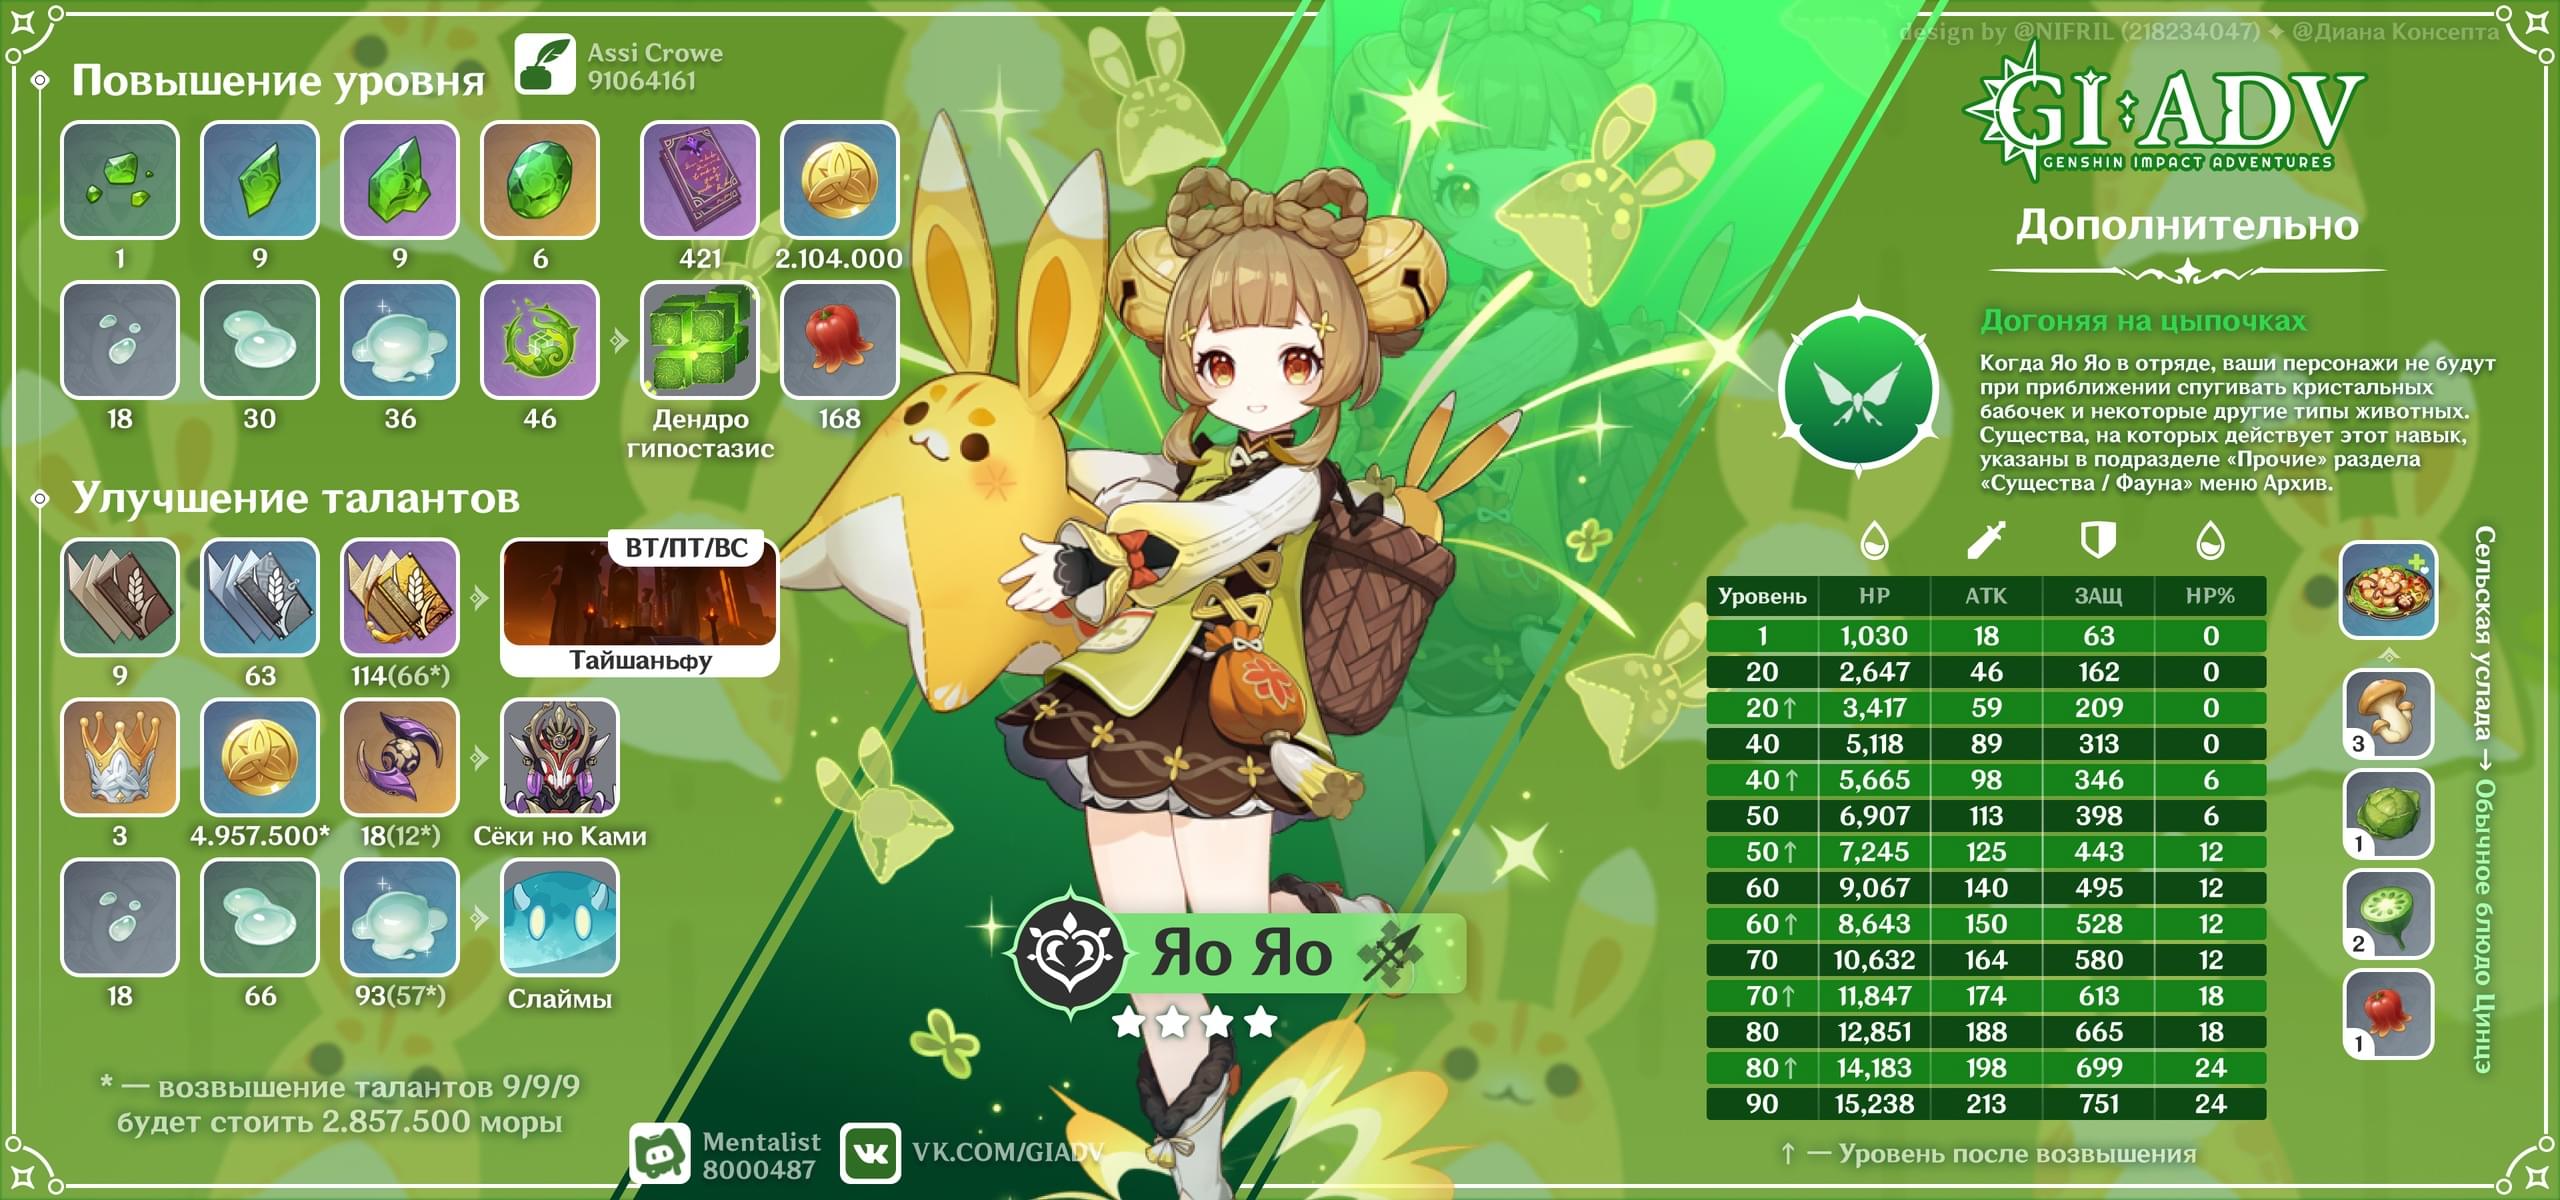 Повышение уровня
Assi Crowe
91064161
1
9
9
6
421
2.104.000
18
30
36
46
Дендро
гипостазис
168
Улучшение талантов
ВТ/ПТ/ВС
Тайшаньфу
9
63
114(66*)
3
4.957.500*
18(12*)
Сёки но Ками
18
66
93(57*)
Слаймы
* — возвышение талантов 9/9/9
будет стоить 2.857.500 моры
Mentalist
8000487
VK.COM/GIADV
Яо Яо
design by @NIFRIL (218234047) ✦ @Диана Консепта
GI ADV
GENSHIN IMPACT ADVENTURES
Дополнительно
Догоняя на цыпочках
Когда Яо Яо в отряде, ваши персонажи не будут
при приближении спугивать кристальных
бабочек и некоторые другие типы животных.
Существа, на которых действует этот навык,
указаны в подразделе «Прочие» раздела
«Существа / Фауна» меню Архив.
Уровень HP АТК ЗАЩ HP%
1 1,030 18 63 0
20 2,647 46 162 0
20↑ 3,417 59 209 0
40 5,118 89 313 0
40↑ 5,665 98 346 6
50 6,907 113 398 6
50↑ 7,245 125 443 12
60 9,067 140 495 12
60↑ 8,643 150 528 12
70 10,632 164 580 12
70↑ 11,847 174 613 18
80 12,851 188 665 18
80↑ 14,183 198 699 24
90 15,238 213 751 24
↑ — Уровень после возвышения
3
1
2
1
Сельская услада → Обычное блюдо Цинцэ